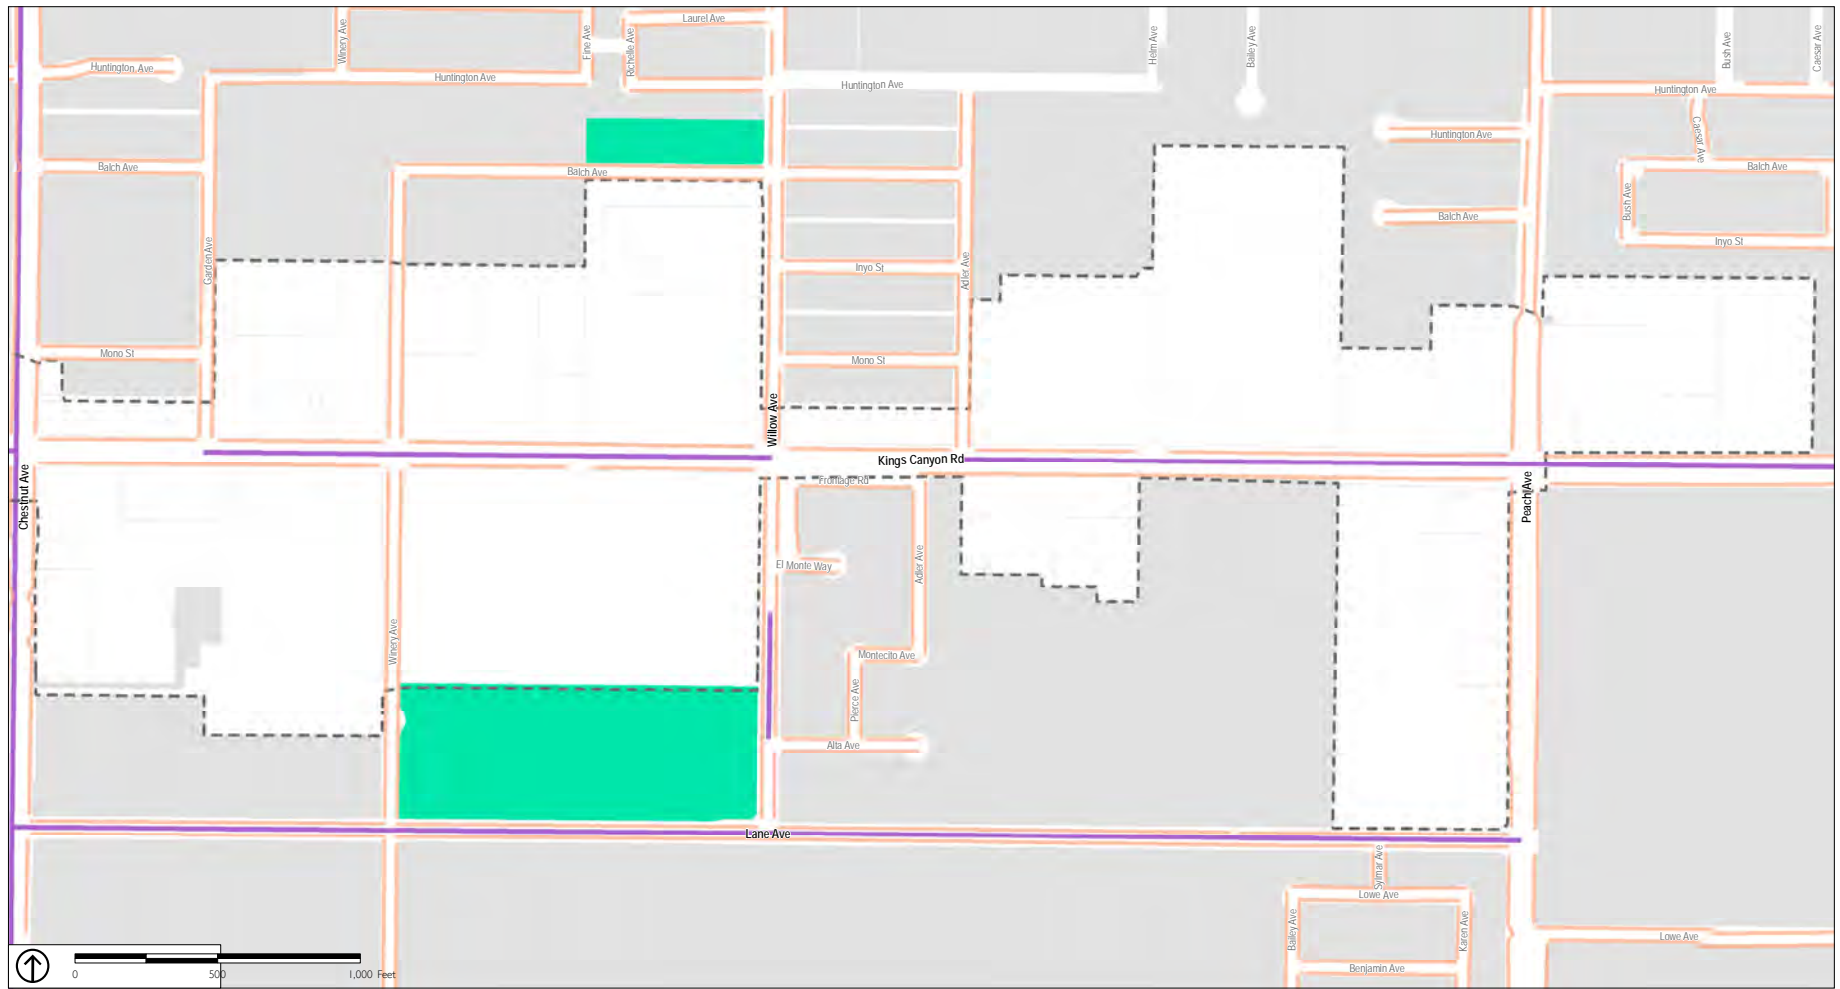 Laurel Ave
Winery Ave
Fine Ave
Richelle Ave
Helm Ave
Bailey Ave
Bush Ave
Caesar Ave
Huntington Ave
Huntington Ave
Huntington Ave
Huntington Ave
Huntington Ave
Caesar Ave
Balch Ave
Balch Ave
Balch Ave
Balch Ave
Bush Ave
Inyo St
Garden Ave
Inyo St
Adler Ave
Mono St
Mono St
Willow Ave
Kings Canyon Rd
Chestnut Ave
Frontage Rd
Peach Ave
El Monte Way
Adler Ave
Winery Ave
Montecito Ave
Pierce Ave
Alta Ave
Lane Ave
Sylmar Ave
Lowe Ave
Bailey Ave
Karen Ave
Lowe Ave
Benjamin Ave
0 500 1,000 Feet